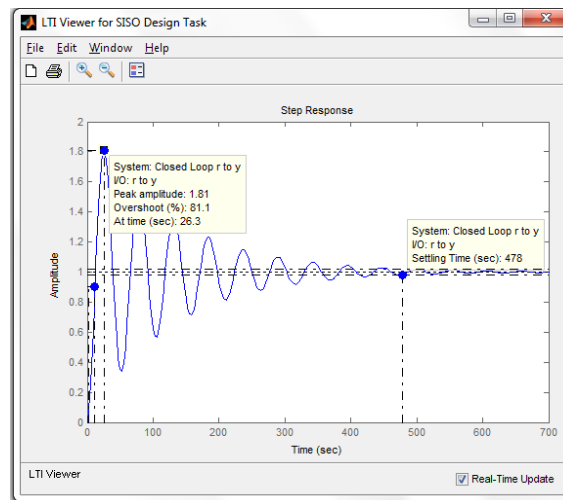 LTI Viewer for SISO Design Task
File Edit Window Help
Step Response
System: Closed Loop r to y
I/O: r to y
Peak amplitude: 1.81
Overshoot (%): 81.1
At time (sec): 26.3
System: Closed Loop r to y
I/O: r to y
Settling Time (sec): 478
Amplitude
2
1.8
1.6
1.4
1.2
1
0.8
0.6
0.4
0.2
0
0 100 200 300 400 500 600 700
Time (sec)
LTI Viewer
Real-Time Update